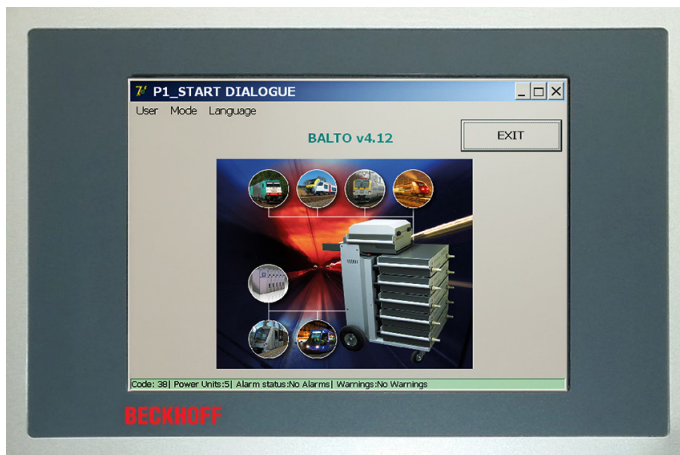 P1_START DIALOGUE
User Mode Language
BALTO v4.12
EXIT
Code: 38| Power Units:5| Alarm status:No Alarms| Warnings:No Warnings
BECKHOFF